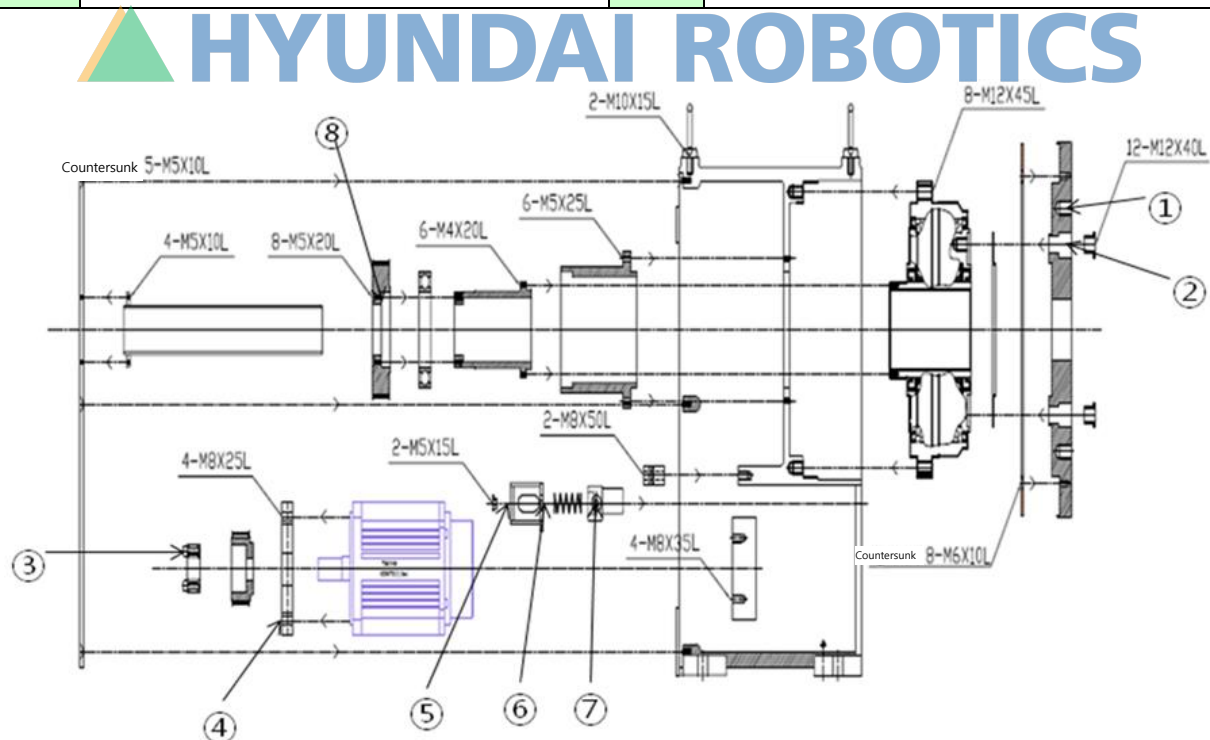 HYUNDAI ROBOTICS
2-M10X15L
8-M12X45L
⑧
Countersunk 5-M5X10L
12-M12X40L
6-M5X25L
①
4-M5X10L
8-M5X20L
6-M4X20L
②
2-M8X50L
4-M8X25L
2-M5X15L
4-M8X35L
Countersunk 8-M6X10L
③
④
⑤
⑥
⑦